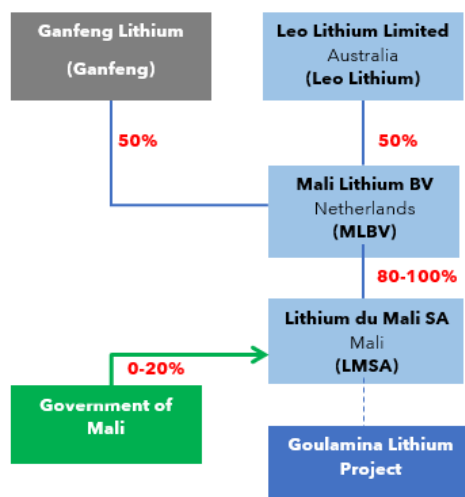 Ganfeng Lithium
(Ganfeng)
Leo Lithium Limited
Australia
(Leo Lithium)
50%
50%
Mali Lithium BV
Netherlands
(MLBV)
80-100%
Lithium du Mali SA
Mali
(LMSA)
0-20%
Government of
Mali
Goulamina Lithium
Project